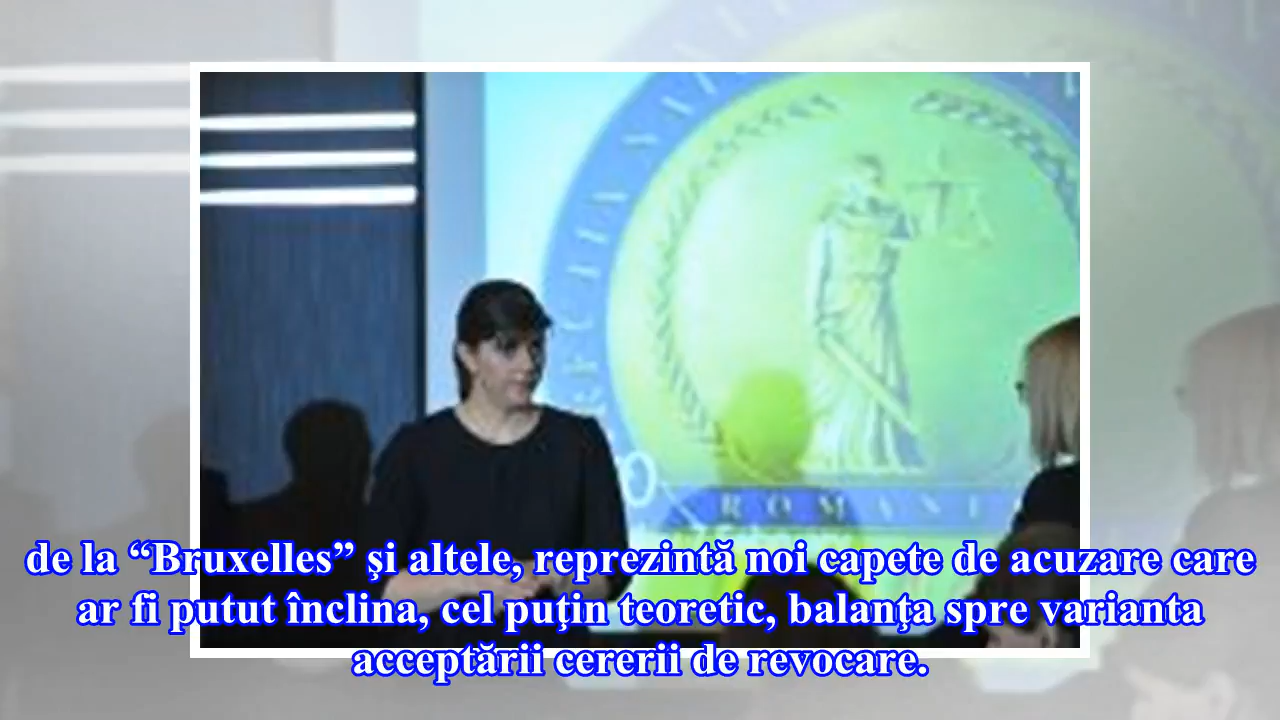 ROMANI
de la “Bruxelles” şi altele, reprezintă noi capete de acuzare care
ar fi putut înclina, cel puţin teoretic, balanţa spre varianta
acceptării cererii de revocare.